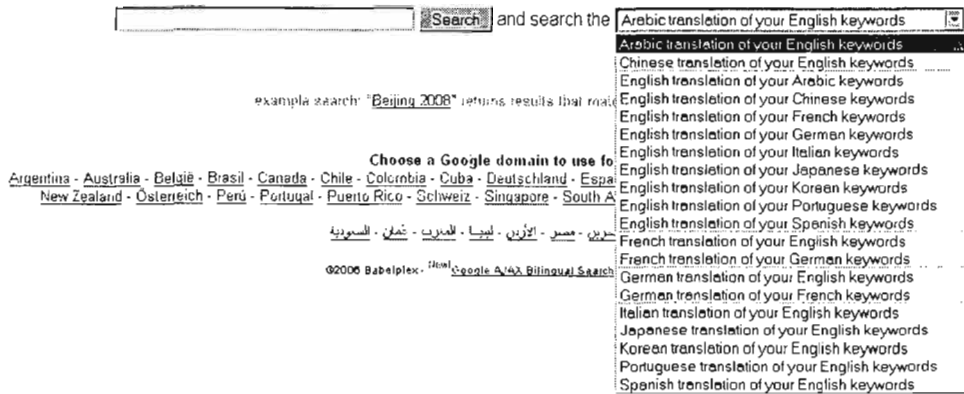 Search and search the Arabic translation of your English keywords
Arabic translation of your English keywords
Chinese translation of your English keywords
English translation of your Arabic keywords
English translation of your Chinese keywords
English translation of your French keywords
English translation of your German keywords
English translation of your Italian keywords
English translation of your Japanese keywords
English translation of your Korean keywords
English translation of your Portuguese keywords
English translation of your Spanish keywords
French translation of your English keywords
French translation of your German keywords
German translation of your English keywords
German translation of your French keywords
Italian translation of your English keywords
Japanese translation of your English keywords
Korean translation of your English keywords
Portuguese translation of your English keywords
Spanish translation of your English keywords
example search: "Beijing 2008" returns results that mat
Choose a Google domain to use fo
Argentina - Australia - België - Brasil - Canada - Chile - Colombia - Cuba - Deutschland - Espa
New Zealand - Österreich - Perú - Portugal - Puerto Rico - Schweiz - Singapore - South A
مصر - الأردن - ليبيا - المغرب - عُمان - السعودية
©2006 Babelplex - New! Google AJAX Bilingual Search